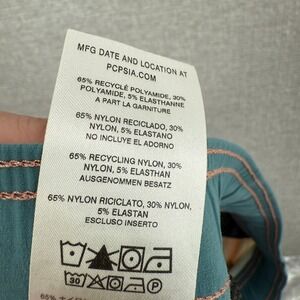 MFG DATE AND LOCATION AT
PCPSIA.COM
65% RECYCLÉ POLYAMIDE, 30%
POLYAMIDE, 5% ELASTHANNE
A PART LA GARNITURE
65% NYLON RECICLADO, 30%
NYLON, 5% ELASTANO
NO INCLUYE EL ADORNO
65% RECYCLING NYLON, 30%
NYLON, 5% ELASTHAN
AUSGENOMMEN BESATZ
65% NYLON RICICLATO, 30% NYLON,
5% ELASTAN
ESCLUSO INSERTO
30
P
65%